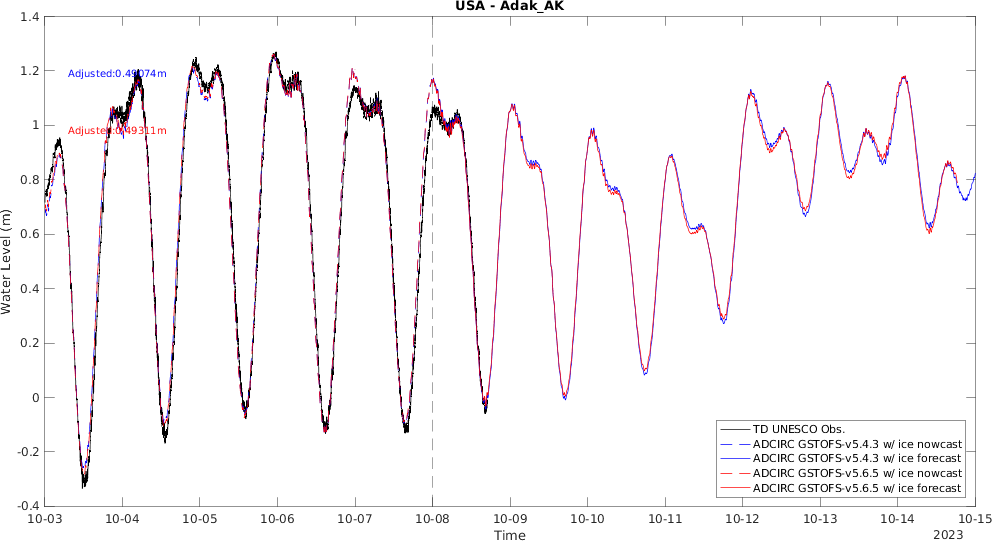 USA - Adak_AK
1.4
1.2
1
0.8
0.6
0.4
0.2
0
-0.2
-0.4
Water Level (m)
Adjusted:0.49074m
Adjusted:0.49311m
TD UNESCO Obs.
ADCIRC GSTOFS-v5.4.3 w/ ice nowcast
ADCIRC GSTOFS-v5.4.3 w/ ice forecast
ADCIRC GSTOFS-v5.6.5 w/ ice nowcast
ADCIRC GSTOFS-v5.6.5 w/ ice forecast
10-03 10-04 10-05 10-06 10-07 10-08 10-09 10-10 10-11 10-12 10-13 10-14 10-15
Time
2023